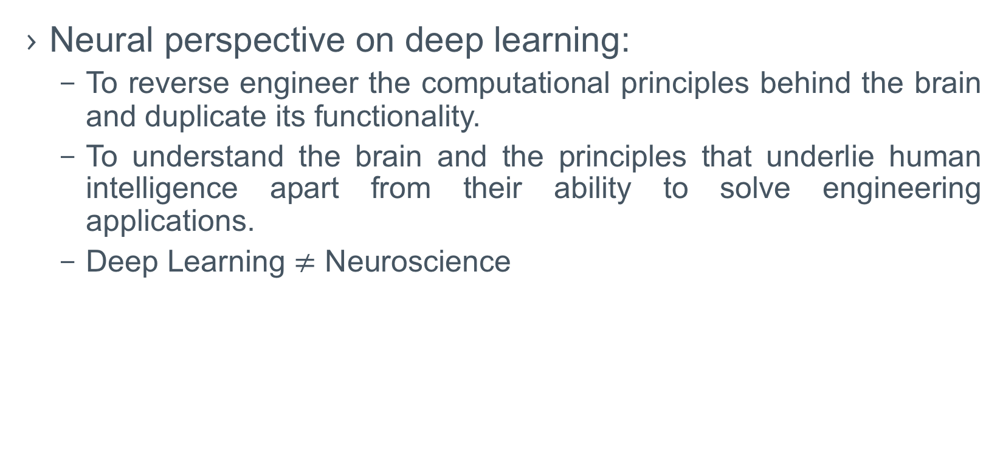 › Neural perspective on deep learning:
– To reverse engineer the computational principles behind the brain
and duplicate its functionality.
– To understand the brain and the principles that underlie human
intelligence apart from their ability to solve engineering
applications.
– Deep Learning ≠ Neuroscience